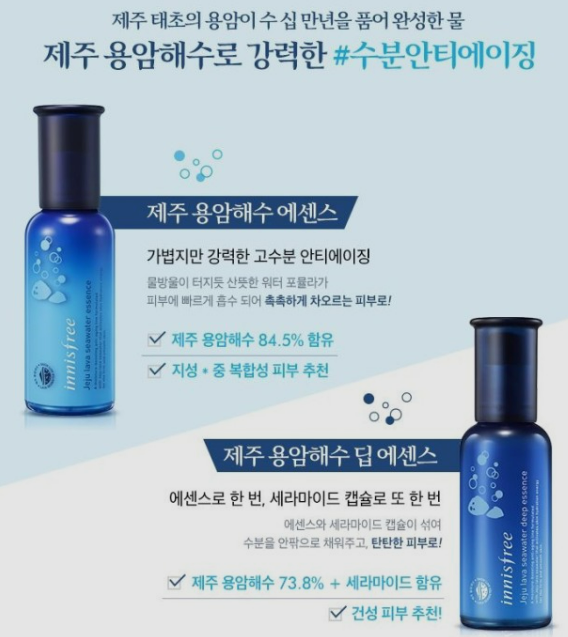 제주 태초의 용암이 수 십 만년을 품어 완성한 물
제주 용암해수로 강력한 #수분안티에이징
제주 용암해수 에센스
가볍지만 강력한 고수분 안티에이징
물방울이 터지듯 산뜻한 워터 포뮬라가
피부에 빠르게 흡수 되어 촉촉하게 차오르는 피부로!
제주 용암해수 84.5% 함유
지성 * 중 복합성 피부 추천
innisfree
Jeju lava seawater essence
제주 용암해수 딥 에센스
에센스로 한 번, 세라마이드 캡슐로 또 한 번
에센스와 세라마이드 캡슐이 섞여
수분을 안팎으로 채워주고, 탄탄한 피부로!
제주 용암해수 73.8% + 세라마이드 함유
건성 피부 추천!
innisfree
Jeju lava seawater deep essence